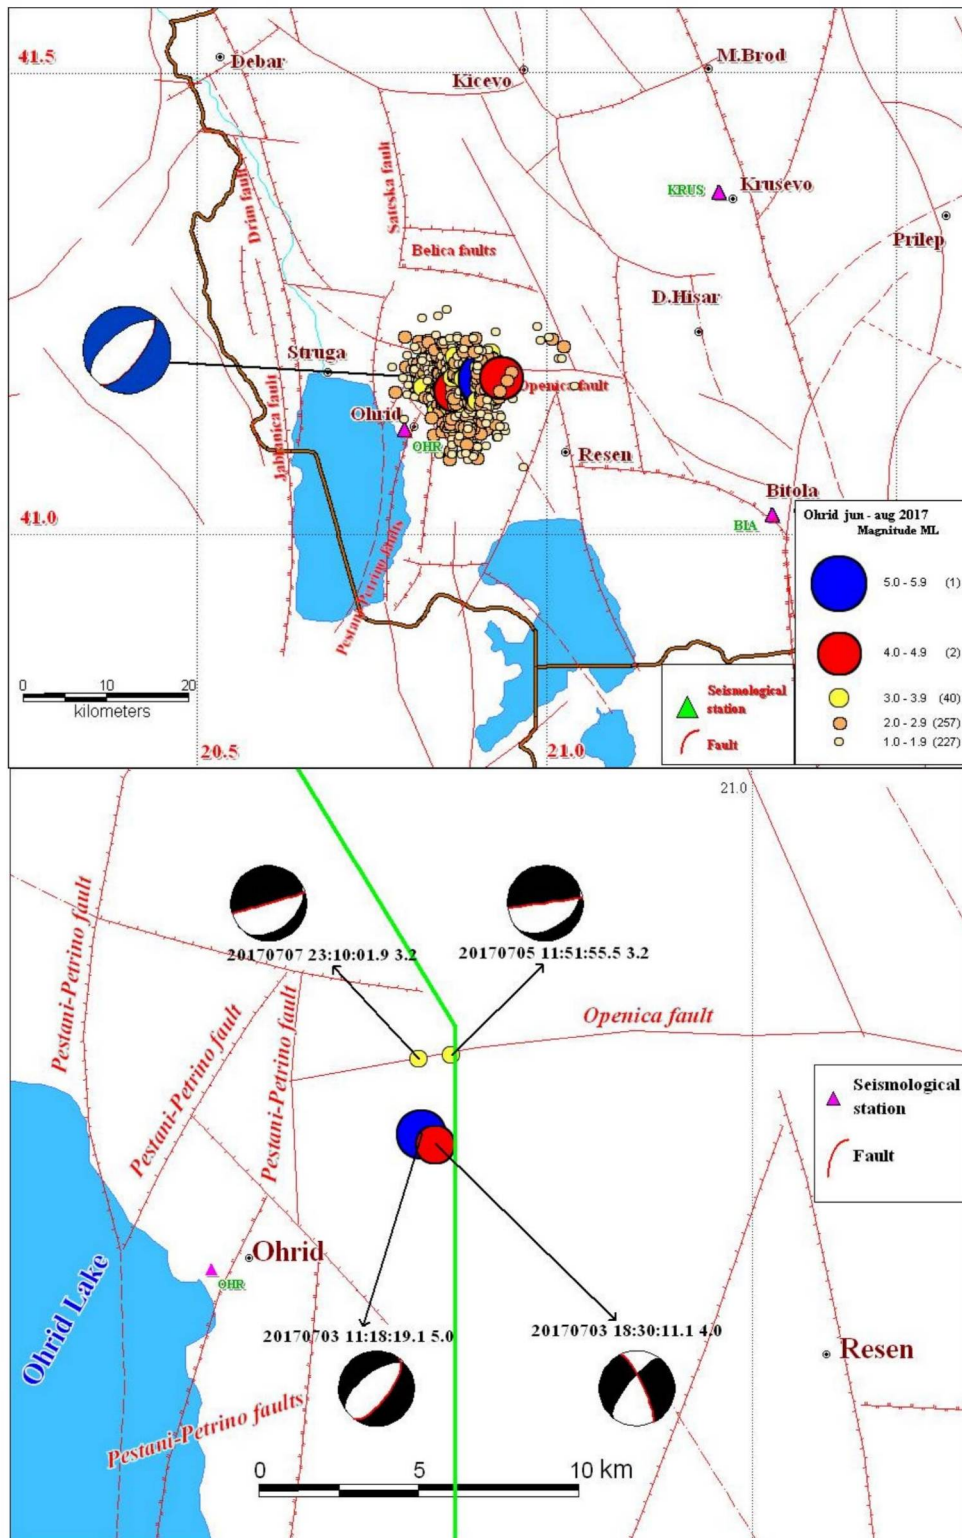 41.5
Debar
Kicevo
M.Brod
Drim fault
Sateska fault
KRUS
Krusevo
Prilep
Belica faults
D.Hisar
Struga
Openica fault
Jabranica fault
Ohrid
OHR
Resen
Bitola
BIA
41.0
Pestani-Petrino faults
0 10 20
kilometers
20.5
21.0
Seismological
station
Fault
Ohrid jun - aug 2017
Magnitude ML
5.0 - 5.9 (1)
4.0 - 4.9 (2)
3.0 - 3.9 (40)
2.0 - 2.9 (257)
1.0 - 1.9 (227)
21.0
Pestani-Petrino fault
20170707 23:10:01.9 3.2
20170705 11:51:55.5 3.2
Pestani-Petrino fault
Pestani-Petrino fault
Openica fault
Seismological
station
Fault
Ohrid
OHR
Ohrid Lake
20170703 11:18:19.1 5.0
20170703 18:30:11.1 4.0
Resen
Pestani-Petrino faults
0 5 10 km